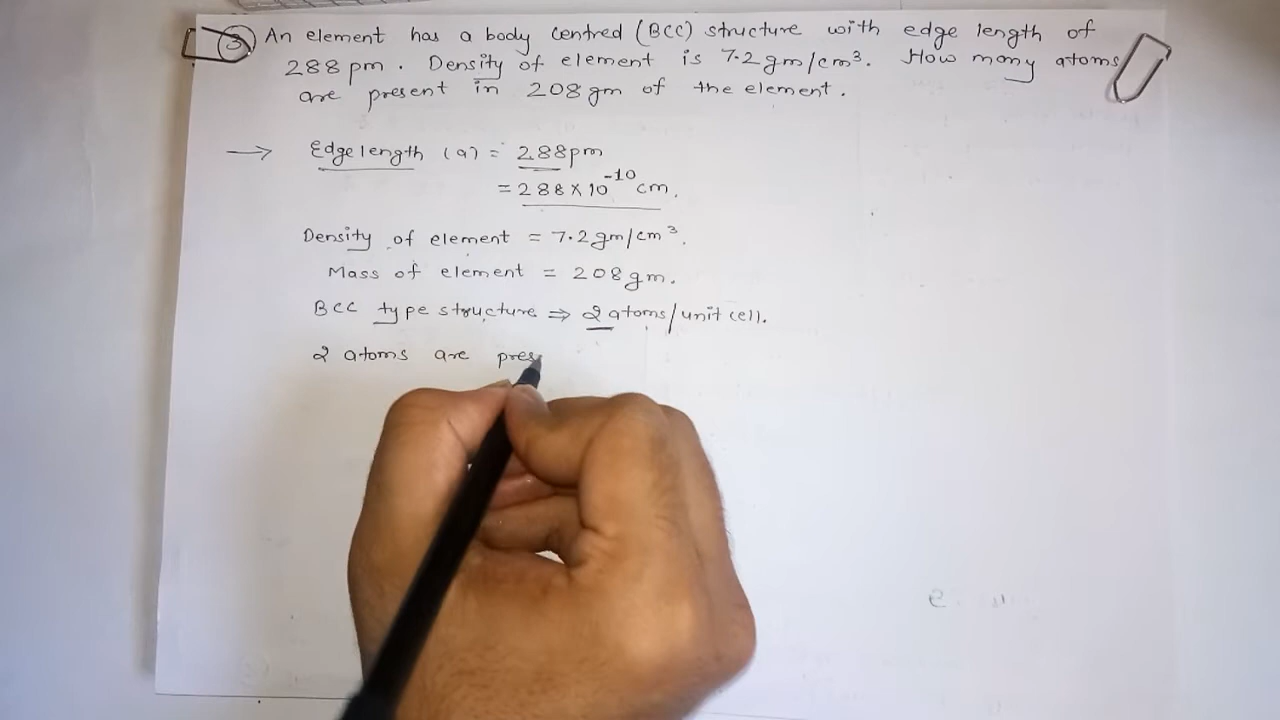 3 An element has a body centred (BCC) structure with edge length of
288 pm. Density of element is 7.2 gm/cm³. How many atoms
are present in 208 gm of the element.
→ Edge length (a) = 288 pm
= 288 × 10⁻¹⁰ cm.
Density of element = 7.2 gm/cm³.
Mass of element = 208 gm.
BCC type structure ⇒ 2 atoms/unit cell.
2 atoms are pres